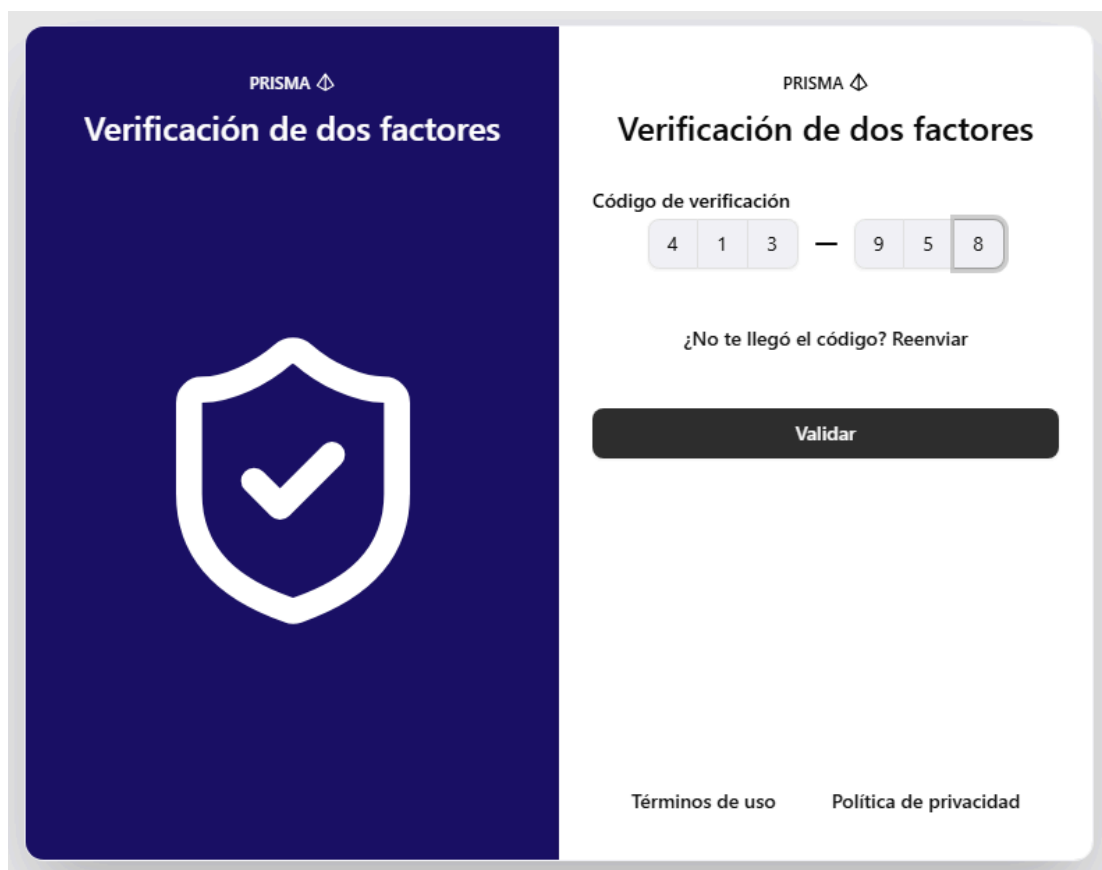 PRISMA
Verificación de dos factores
PRISMA
Verificación de dos factores
Código de verificación
4 1 3 — 9 5 8
¿No te llegó el código? Reenviar
Validar
Términos de uso Política de privacidad